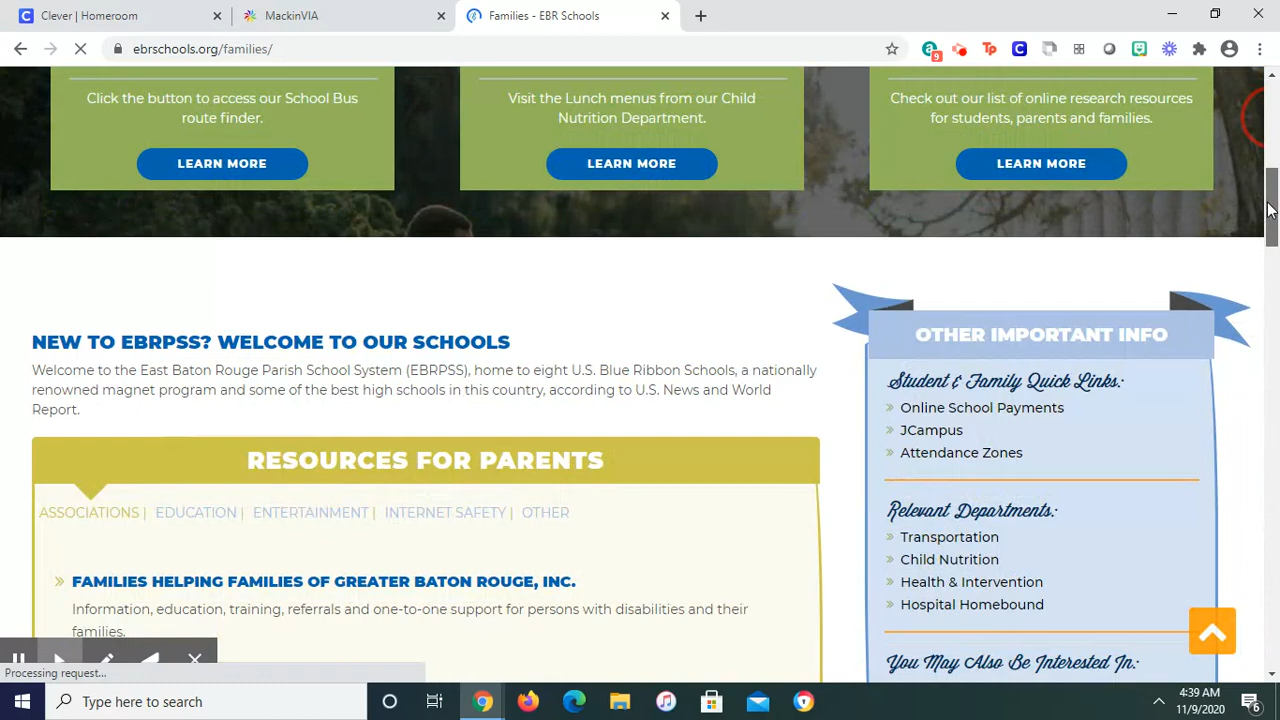 Clever | Homeroom
MackinVIA
Families - EBR Schools
ebrschools.org/families/
9
Tp
Click the button to access our School Bus
route finder.
LEARN MORE
Visit the Lunch menus from our Child
Nutrition Department.
LEARN MORE
Check out our list of online research resources
for students, parents and families.
LEARN MORE
NEW TO EBRPSS? WELCOME TO OUR SCHOOLS
Welcome to the East Baton Rouge Parish School System (EBRPSS), home to eight U.S. Blue Ribbon Schools, a nationally
renowned magnet program and some of the best high schools in this country, according to U.S. News and World
Report.
RESOURCES FOR PARENTS
ASSOCIATIONS | EDUCATION | ENTERTAINMENT | INTERNET SAFETY | OTHER
FAMILIES HELPING FAMILIES OF GREATER BATON ROUGE, INC.
Information, education, training, referrals and one-to-one support for persons with disabilities and their
families.
OTHER IMPORTANT INFO
Student & Family Quick Links:
Online School Payments
JCampus
Attendance Zones
Relevant Departments:
Transportation
Child Nutrition
Health & Intervention
Hospital Homebound
You May Also Be Interested In:
Processing request...
Type here to search
4:39 AM
11/9/2020
6